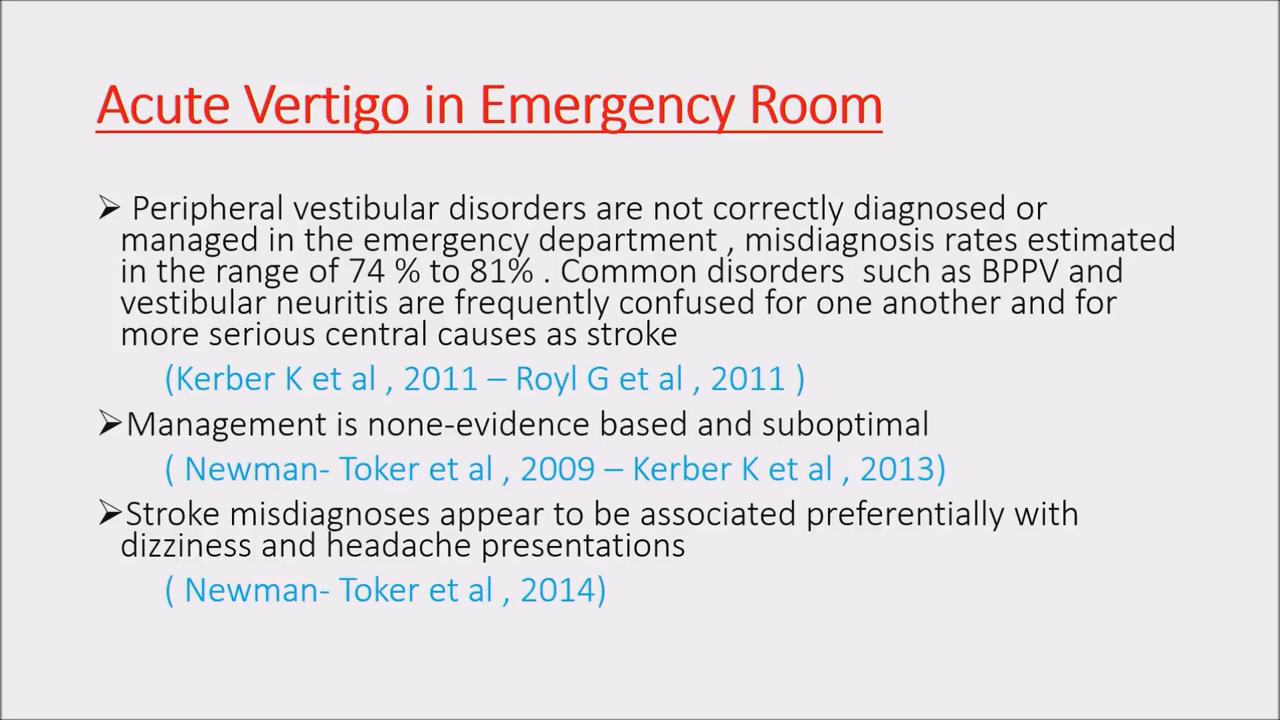 Acute Vertigo in Emergency Room
➢ Peripheral vestibular disorders are not correctly diagnosed or
managed in the emergency department , misdiagnosis rates estimated
in the range of 74 % to 81% . Common disorders  such as BPPV and
vestibular neuritis are frequently confused for one another and for
more serious central causes as stroke
(Kerber K et al , 2011 – Royl G et al , 2011 )
➢Management is none-evidence based and suboptimal
( Newman- Toker et al , 2009 – Kerber K et al , 2013)
➢Stroke misdiagnoses appear to be associated preferentially with
dizziness and headache presentations
( Newman- Toker et al , 2014)